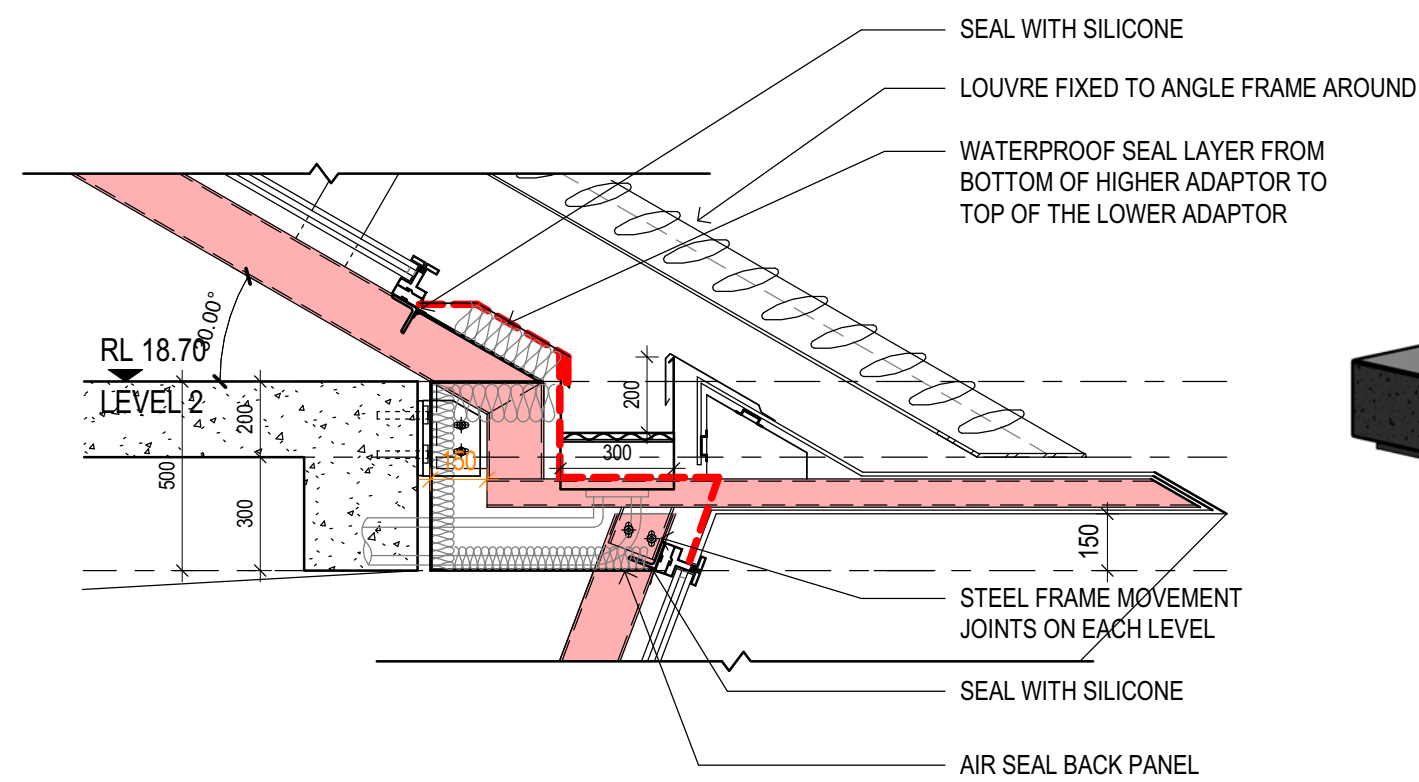 SEAL WITH SILICONE
LOUVRE FIXED TO ANGLE FRAME AROUND
WATERPROOF SEAL LAYER FROM
BOTTOM OF HIGHER ADAPTOR TO
TOP OF THE LOWER ADAPTOR
30.00°
RL 18.70
LEVEL 2
200
500
300
150
200
300
150
STEEL FRAME MOVEMENT
JOINTS ON EACH LEVEL
SEAL WITH SILICONE
AIR SEAL BACK PANEL